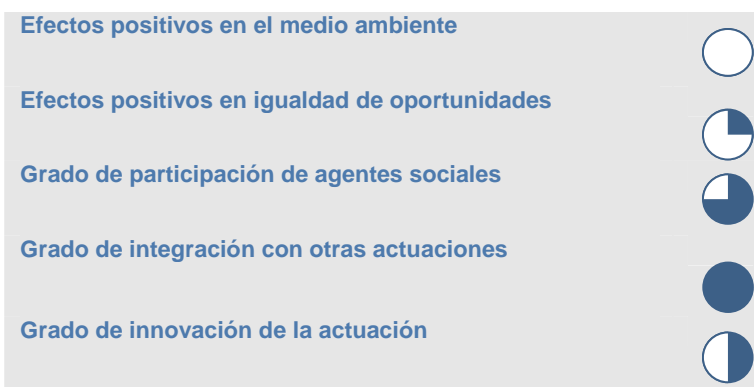 Efectos positivos en el medio ambiente
Efectos positivos en igualdad de oportunidades
Grado de participación de agentes sociales
Grado de integración con otras actuaciones
Grado de innovación de la actuación